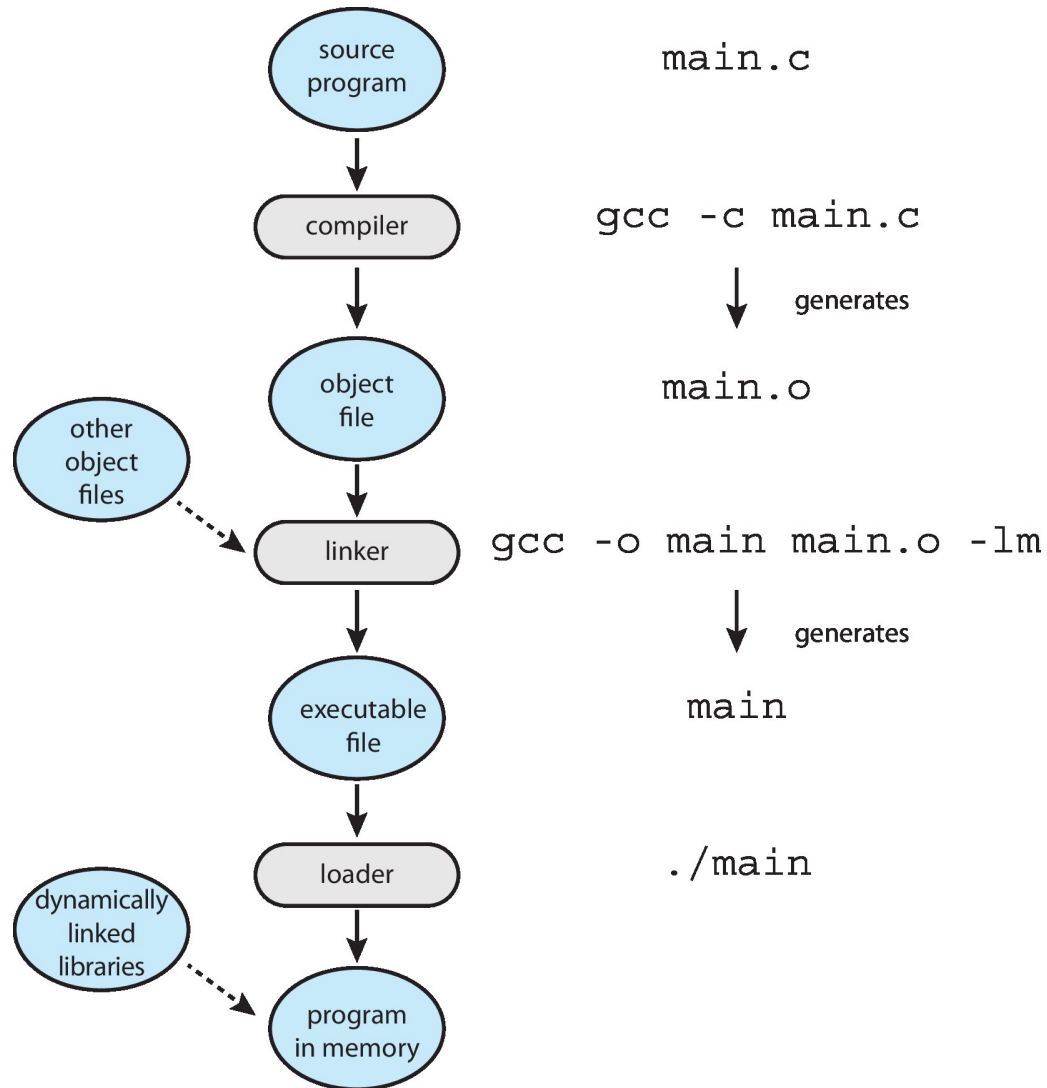 source
program
main.c
compiler
gcc -c main.c
generates
object
file
main.o
other
object
files
linker
gcc -o main main.o -lm
generates
executable
file
main
loader
./main
dynamically
linked
libraries
program
in memory